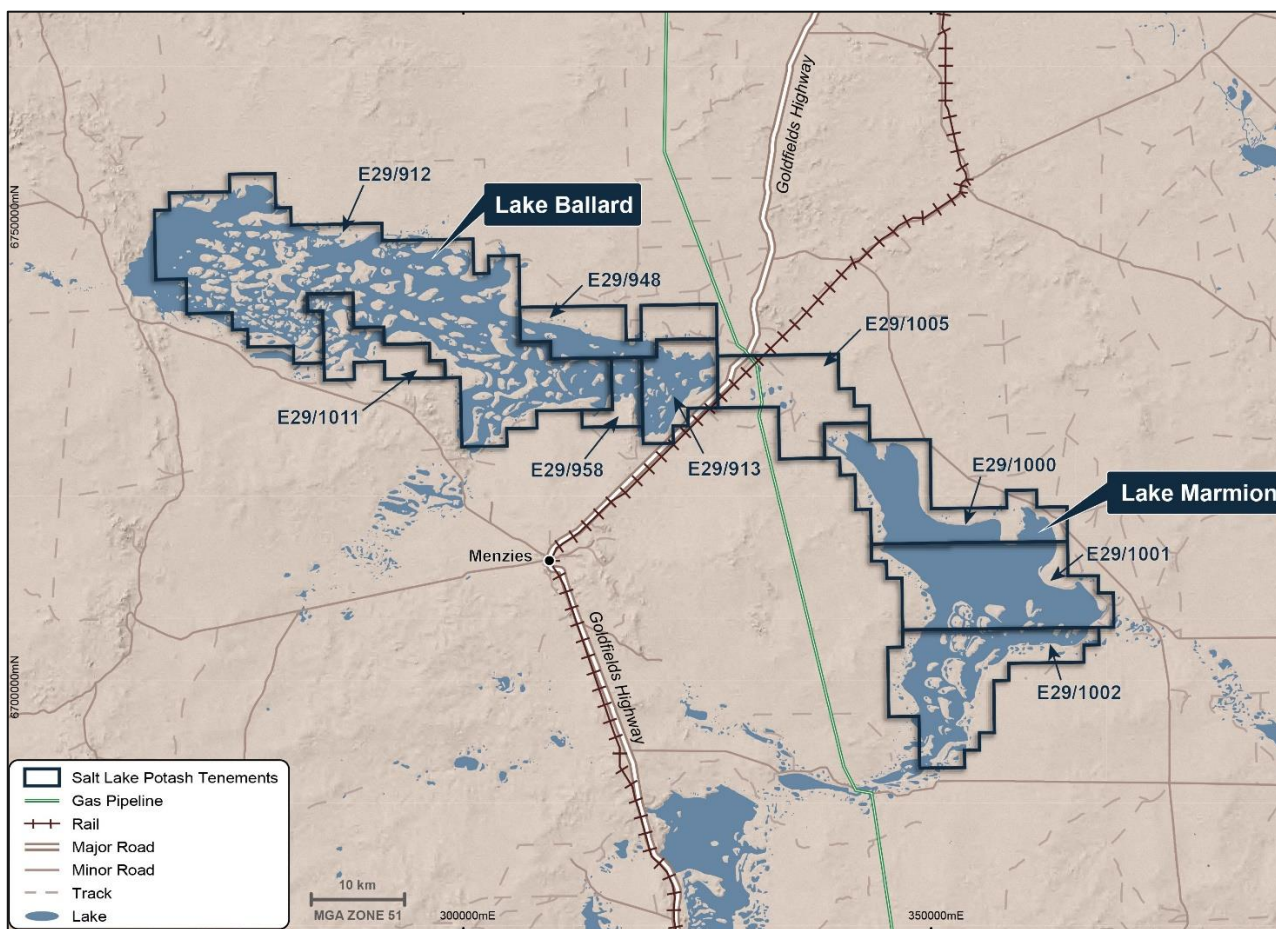 Goldfields Highway
E29/912
Lake Ballard
6750000mN
E29/948
E29/1005
E29/1011
E29/958
E29/913
E29/1000
Lake Marmion
E29/1001
Menzies
Goldfields Highway
E29/1002
6700000mN
Salt Lake Potash Tenements
Gas Pipeline
Rail
Major Road
Minor Road
Track
Lake
10 km
MGA ZONE 51
300000mE
350000mE